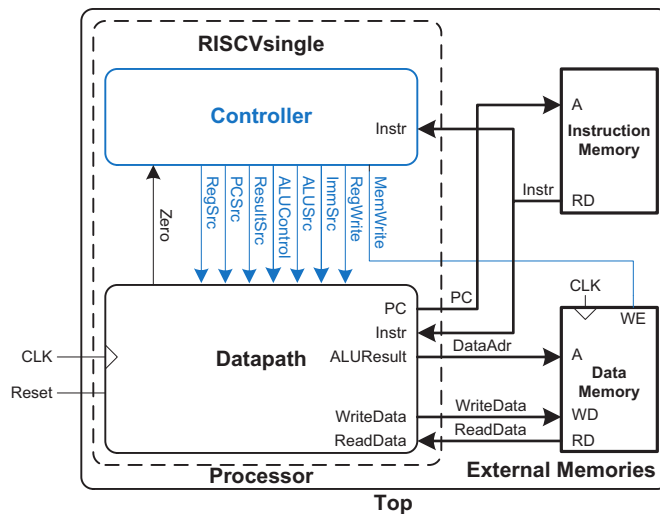 RISCVsingle
Controller
Instr
A
Instruction
Memory
Instr
RD
Zero
RegSrc
PCSrc
ResultSrc
ALUControl
ALUSrc
ImmSrc
RegWrite
MemWrite
CLK
PC
PC
WE
Instr
CLK
Datapath
ALUResult
DataAdr
A
Data
Memory
Reset
WriteData
WriteData
WD
ReadData
ReadData
RD
Processor
External Memories
Top